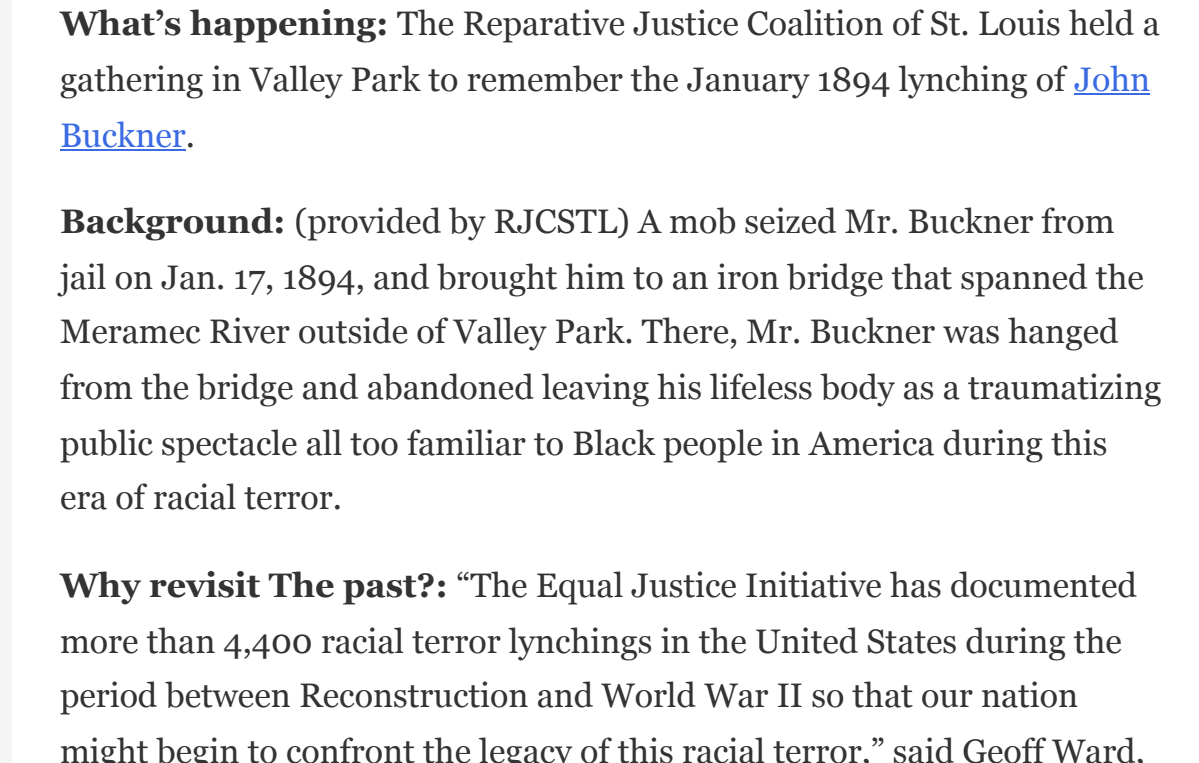 What’s happening: The Reparative Justice Coalition of St. Louis held a
gathering in Valley Park to remember the January 1894 lynching of John
Buckner.
Background: (provided by RJCSTL) A mob seized Mr. Buckner from
jail on Jan. 17, 1894, and brought him to an iron bridge that spanned the
Meramec River outside of Valley Park. There, Mr. Buckner was hanged
from the bridge and abandoned leaving his lifeless body as a traumatizing
public spectacle all too familiar to Black people in America during this
era of racial terror.
Why revisit The past?: “The Equal Justice Initiative has documented
more than 4,400 racial terror lynchings in the United States during the
period between Reconstruction and World War II so that our nation
might begin to confront the legacy of this racial terror,” said Geoff Ward,